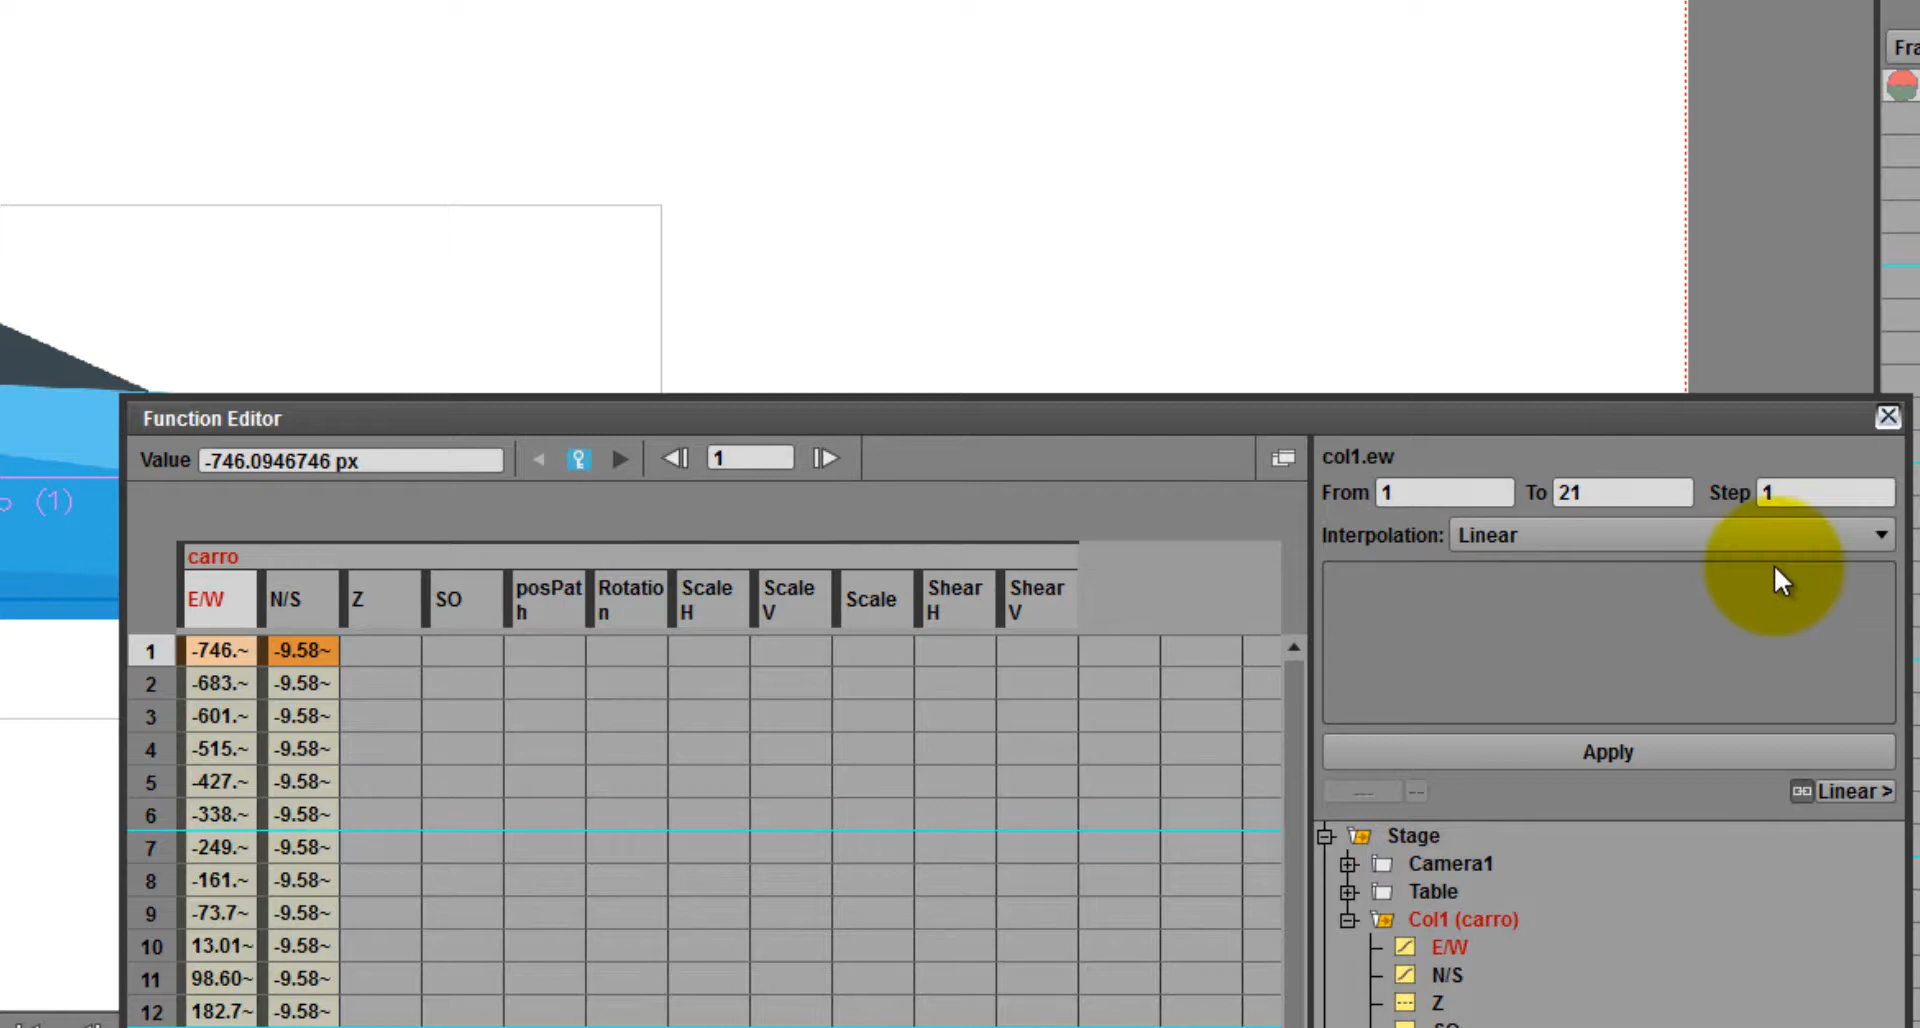 Fra
Function Editor
Value -746.0946746 px
1
col1.ew
From 1 To 21 Step 1
Interpolation: Linear
(1)
carro
E/W N/S Z SO posPat h Rotatio n Scale H Scale V Scale Shear H Shear V
1 -746.~ -9.58~
2 -683.~ -9.58~
3 -601.~ -9.58~
4 -515.~ -9.58~
5 -427.~ -9.58~
6 -338.~ -9.58~
7 -249.~ -9.58~
8 -161.~ -9.58~
9 -73.7~ -9.58~
10 13.01~ -9.58~
11 98.60~ -9.58~
12 182.7~ -9.58~
Apply
--- -- Linear >
Stage
Camera1
Table
Col1 (carro)
E/W
N/S
Z
SO